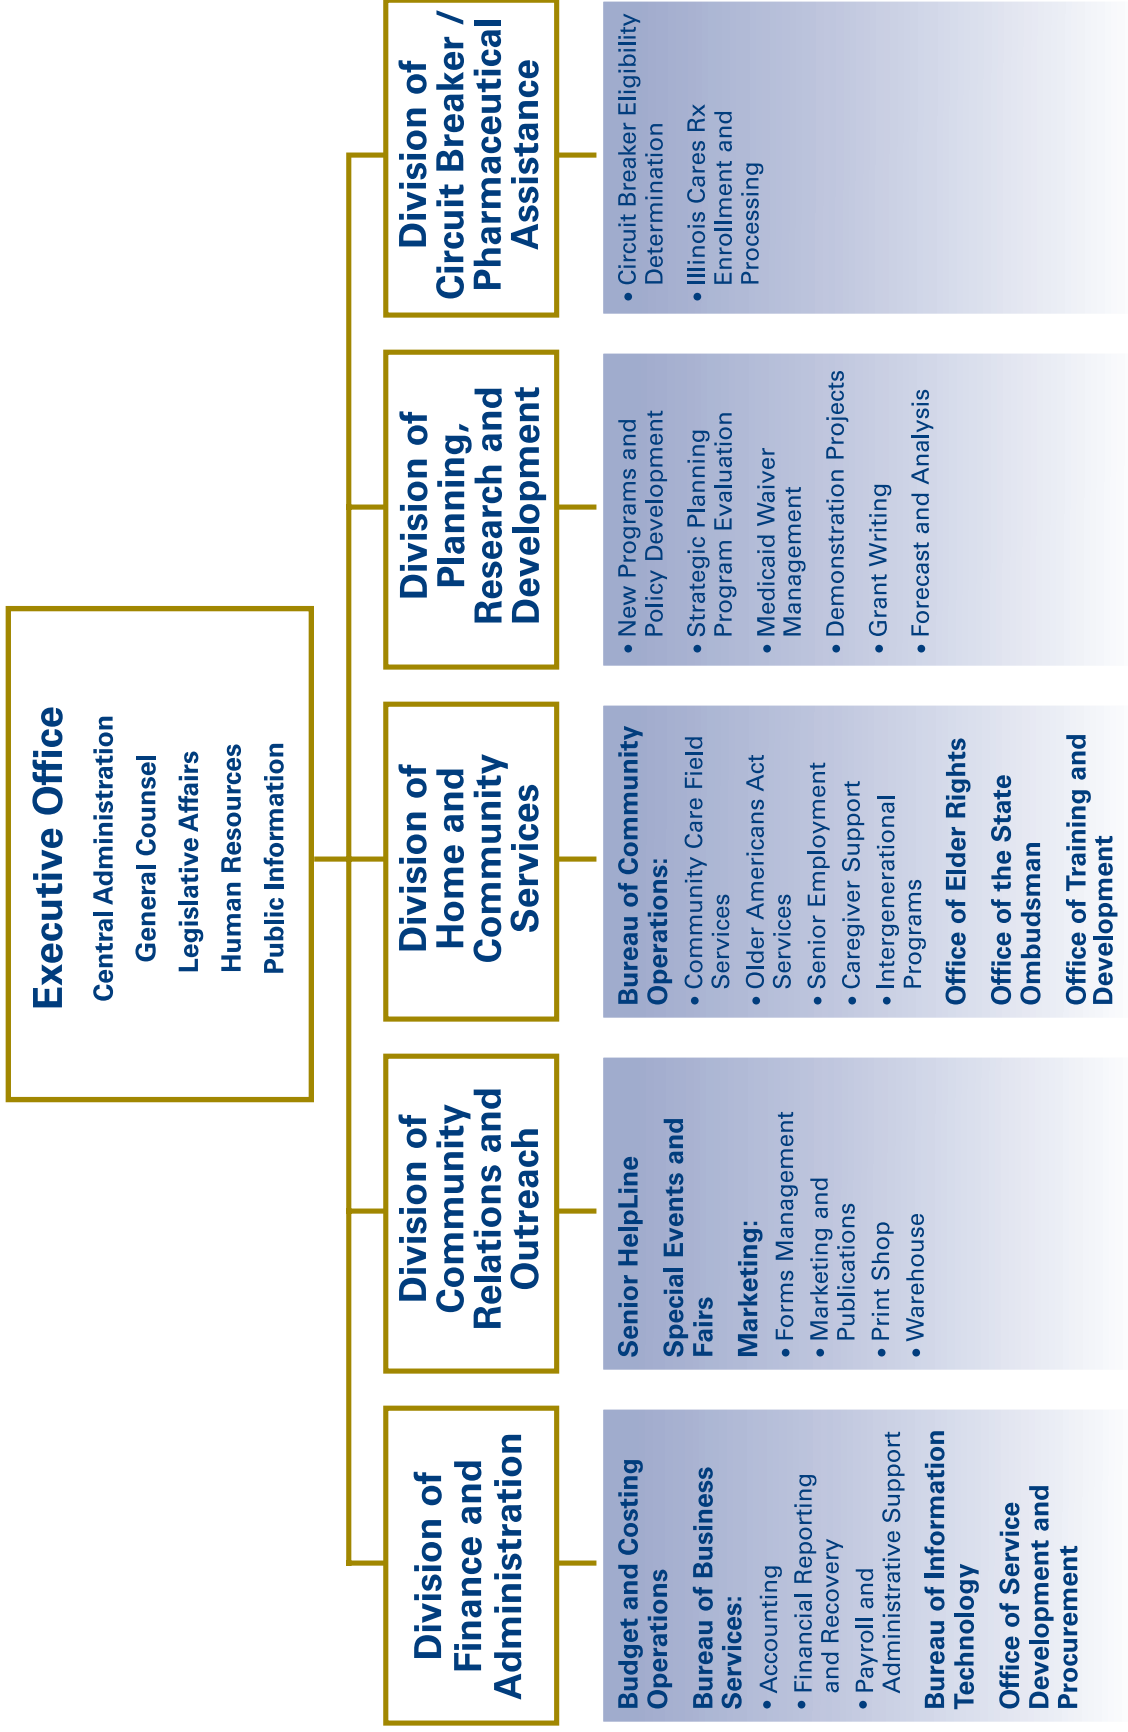 Executive Office
Central Administration
General Counsel
Legislative Affairs
Human Resources
Public Information
Division of
Finance and
Administration
Budget and Costing
Operations
Bureau of Business
Services:
• Accounting
• Financial Reporting
and Recovery
• Payroll and
Administrative Support
Bureau of Information
Technology
Office of Service
Development and
Procurement
Division of
Community
Relations and
Outreach
Senior HelpLine
Special Events and
Fairs
Marketing:
• Forms Management
• Marketing and
Publications
• Print Shop
• Warehouse
Division of
Home and
Community
Services
Bureau of Community
Operations:
• Community Care Field
Services
• Older Americans Act
Services
• Senior Employment
• Caregiver Support
• Intergenerational
Programs
Office of Elder Rights
Office of the State
Ombudsman
Office of Training and
Development
Division of
Planning,
Research and
Development
• New Programs and
Policy Development
• Strategic Planning
Program Evaluation
• Medicaid Waiver
Management
• Demonstration Projects
• Grant Writing
• Forecast and Analysis
Division of
Circuit Breaker /
Pharmaceutical
Assistance
• Circuit Breaker Eligibility
Determination
• Illinois Cares Rx
Enrollment and
Processing